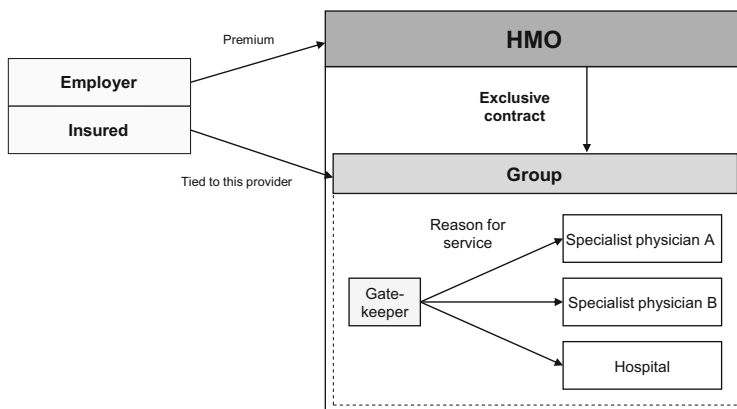 Premium
HMO
Employer
Insured
Exclusive
contract
Tied to this provider
Group
Reason for
service
Specialist physician A
Gate-
keeper
Specialist physician B
Hospital